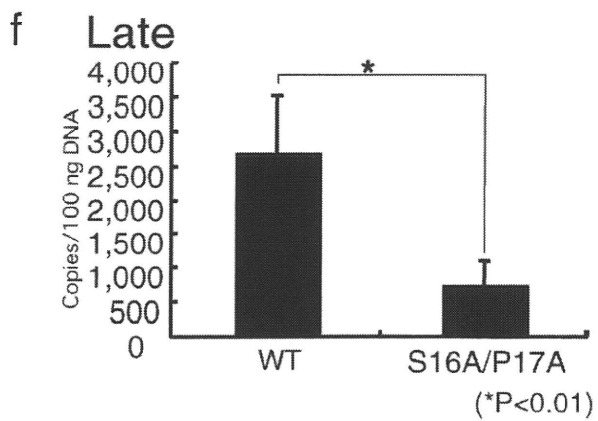 f Late
*
Copies/100 ng DNA
4,000
3,500
3,000
2,500
2,000
1,500
1,000
500
0
WT S16A/P17A
(*P<0.01)